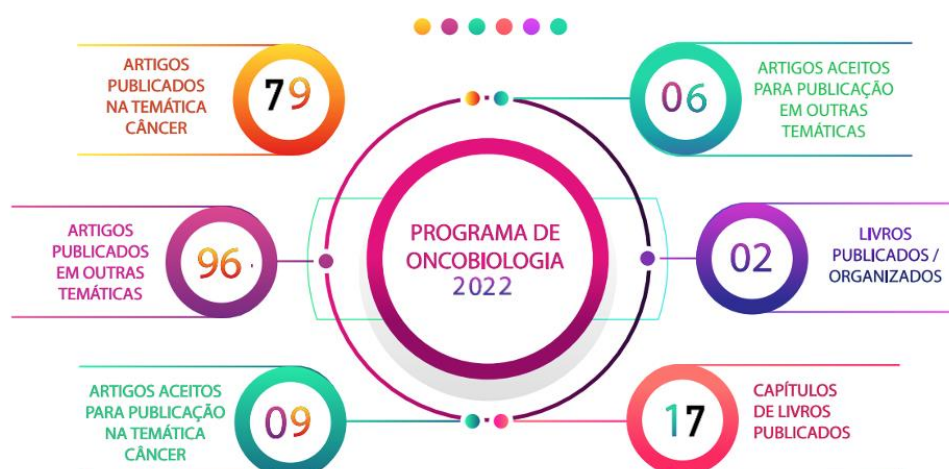 ARTIGOS
PUBLICADOS
NA TEMÁTICA
CÂNCER
79
06
ARTIGOS ACEITOS
PARA PUBLICAÇÃO
EM OUTRAS
TEMÁTICAS
ARTIGOS
PUBLICADOS
EM OUTRAS
TEMÁTICAS
96
PROGRAMA DE
ONCOBIOLOGIA
2022
02
LIVROS
PUBLICADOS /
ORGANIZADOS
ARTIGOS ACEITOS
PARA PUBLICAÇÃO
NA TEMÁTICA
CÂNCER
09
17
CAPÍTULOS
DE LIVROS
PUBLICADOS